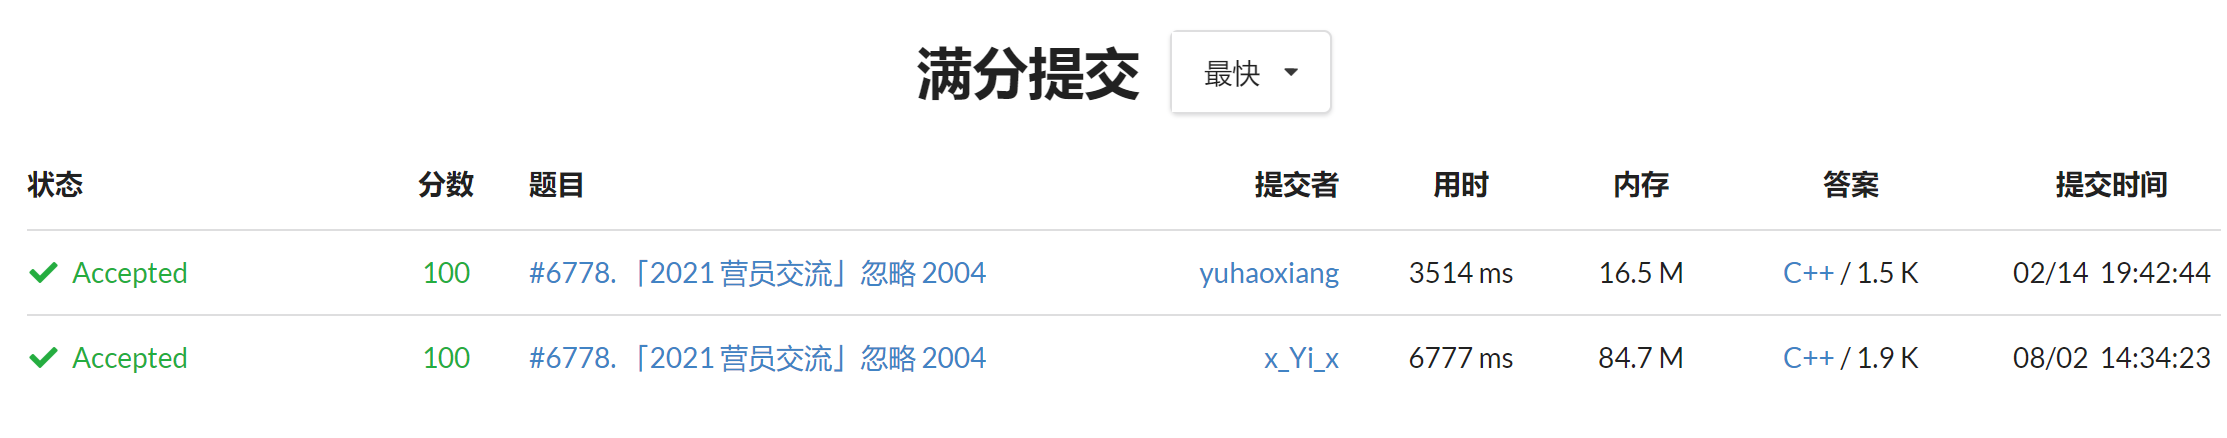 满分提交 最快
状态 分数 题目 提交者 用时 内存 答案 提交时间
Accepted 100 #6778. 「2021 营员交流」忽略 2004 yuhaoxiang 3514 ms 16.5 M C++ / 1.5 K 02/14 19:42:44
Accepted 100 #6778. 「2021 营员交流」忽略 2004 x_Yi_x 6777 ms 84.7 M C++ / 1.9 K 08/02 14:34:23